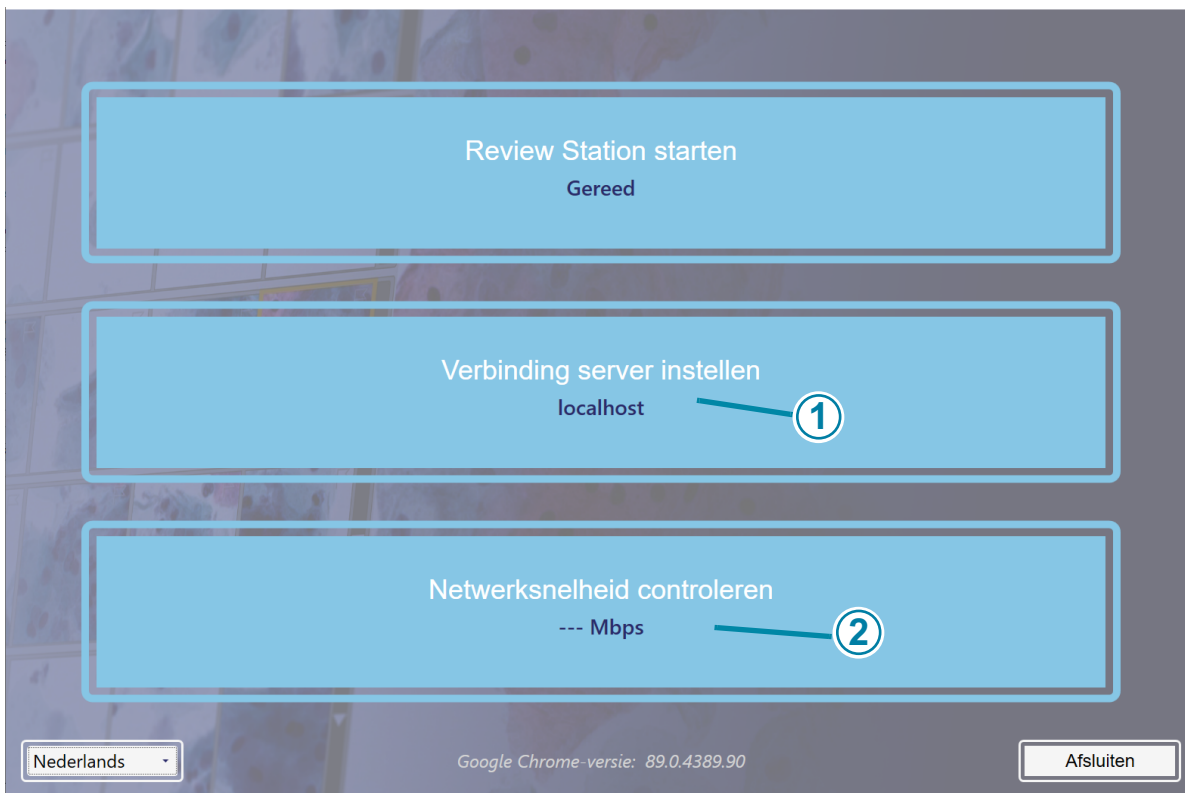 Review Station starten
Gereed
Verbinding server instellen
localhost
1
Netwerksnelheid controleren
--- Mbps
2
Nederlands
Google Chrome-versie: 89.0.4389.90
Afsluiten